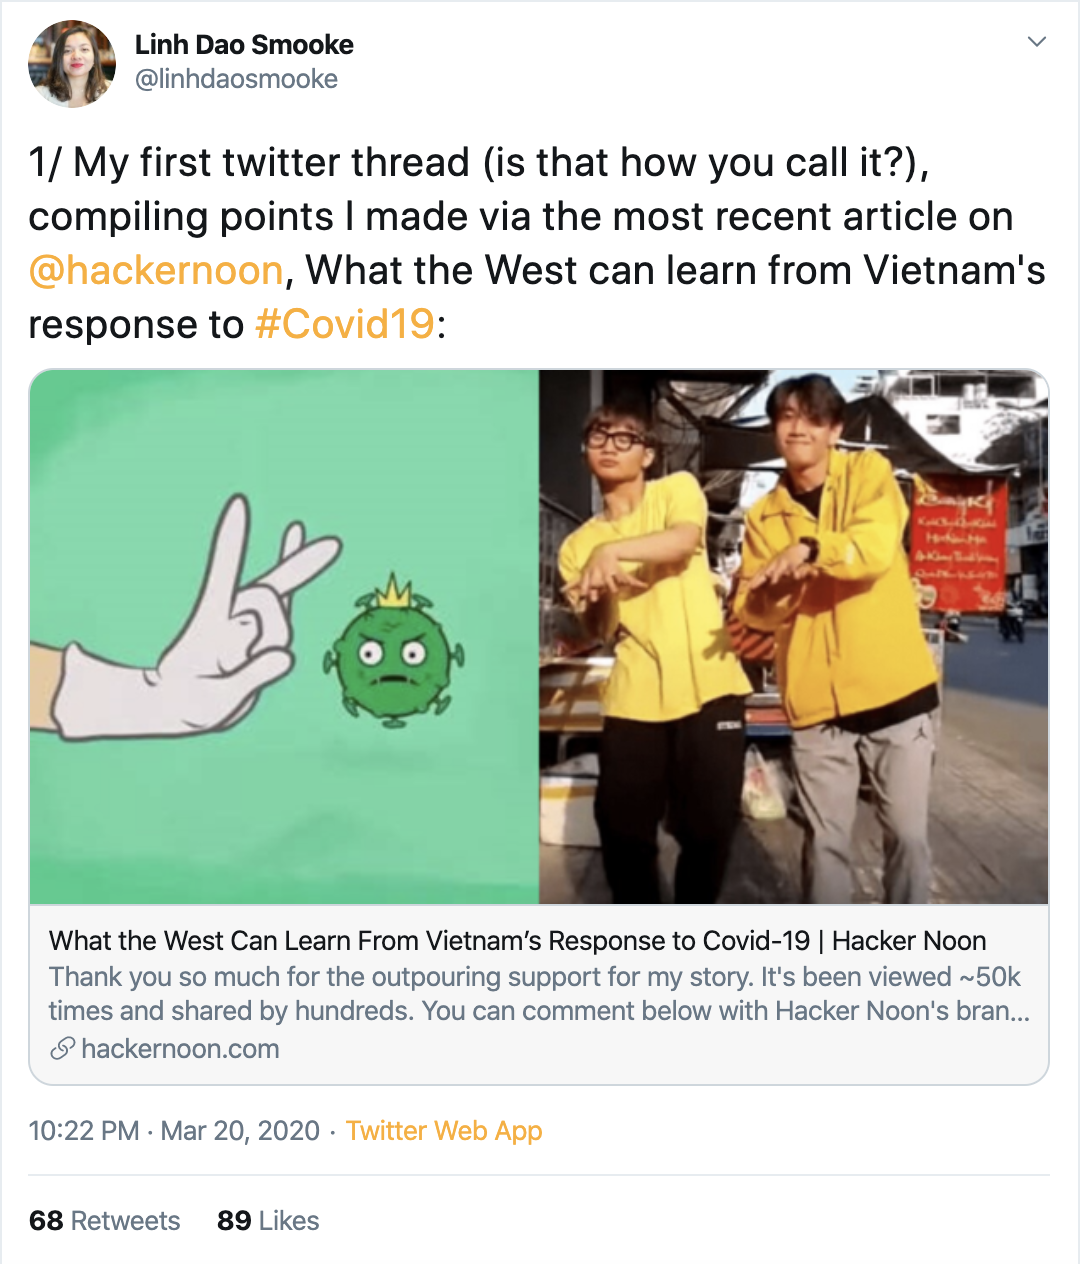 Linh Dao Smooke
@linhdaosmooke
1/ My first twitter thread (is that how you call it?),
compiling points I made via the most recent article on
@hackernoon, What the West can learn from Vietnam's
response to #Covid19:
What the West Can Learn From Vietnam’s Response to Covid-19 | Hacker Noon
Thank you so much for the outpouring support for my story. It's been viewed ~50k
times and shared by hundreds. You can comment below with Hacker Noon's bran...
hackernoon.com
10:22 PM · Mar 20, 2020 · Twitter Web App
68 Retweets 89 Likes